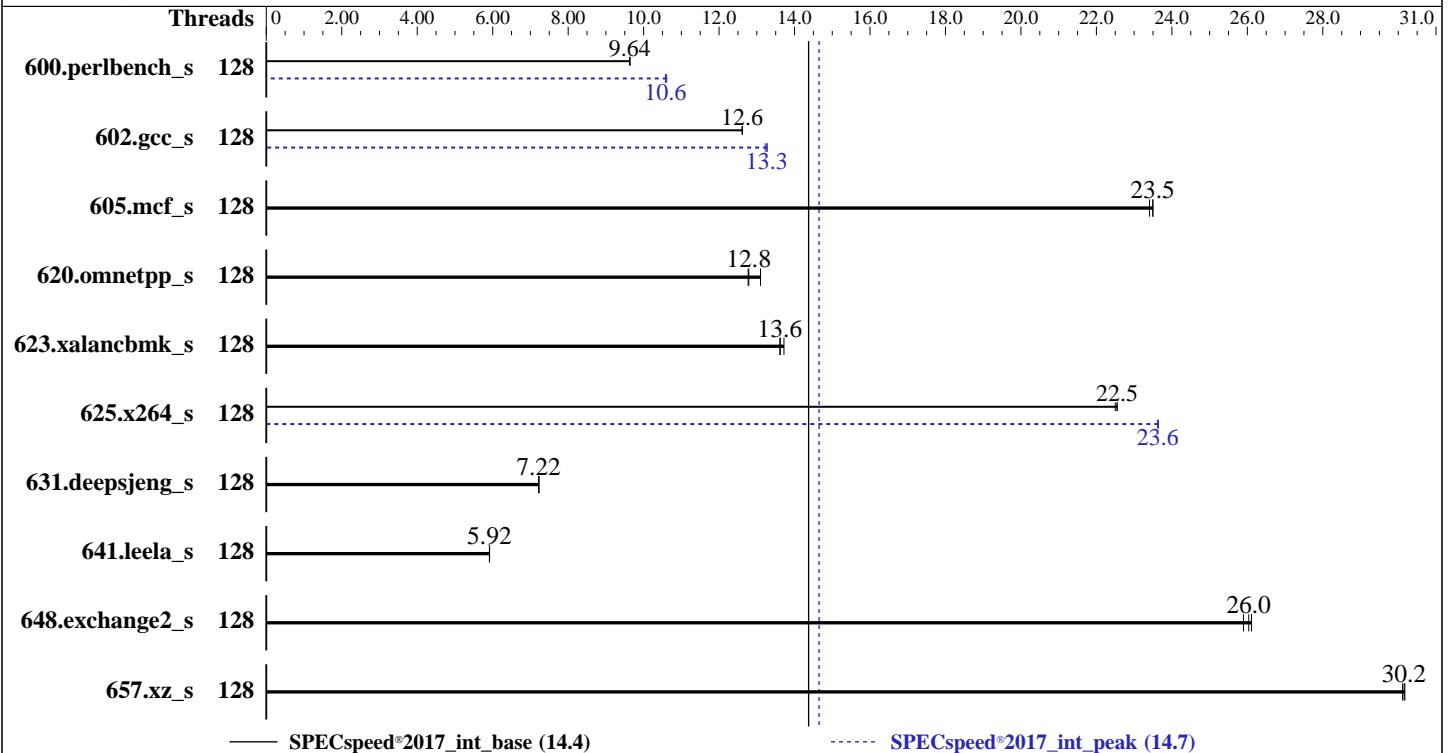 Threads 0 2.00 4.00 6.00 8.00 10.0 12.0 14.0 16.0 18.0 20.0 22.0 24.0 26.0 28.0 31.0
600.perlbench_s 128 9.64
10.6
602.gcc_s 128 12.6
13.3
605.mcf_s 128 23.5
620.omnetpp_s 128 12.8
623.xalancbmk_s 128 13.6
625.x264_s 128 22.5
23.6
631.deepsjeng_s 128 7.22
641.leela_s 128 5.92
648.exchange2_s 128 26.0
657.xz_s 128 30.2
SPECspeed®2017_int_base (14.4) SPECspeed®2017_int_peak (14.7)